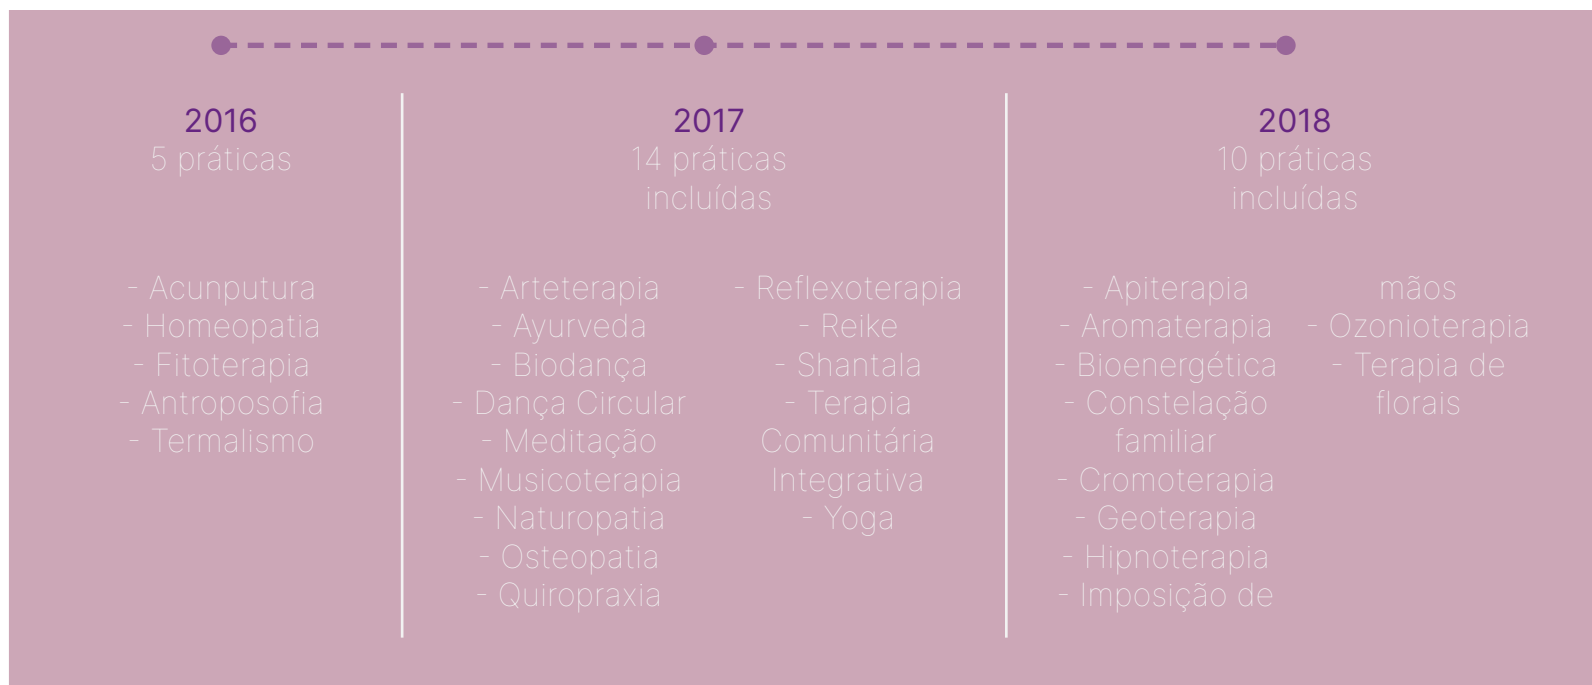 2016
5 práticas
- Acunputura
- Homeopatia
- Fitoterapia
- Antroposofia
- Termalismo
2017
14 práticas
incluídas
- Arteterapia
- Ayurveda
- Biodança
- Dança Circular
- Meditação
- Musicoterapia
- Naturopatia
- Osteopatia
- Quiropraxia
- Reflexoterapia
- Reike
- Shantala
- Terapia
Comunitária
Integrativa
- Yoga
2018
10 práticas
incluídas
- Apiterapia
- Aromaterapia
- Bioenergética
- Constelação
familiar
- Cromoterapia
- Geoterapia
- Hipnoterapia
- Imposição de
mãos
- Ozonioterapia
- Terapia de
florais